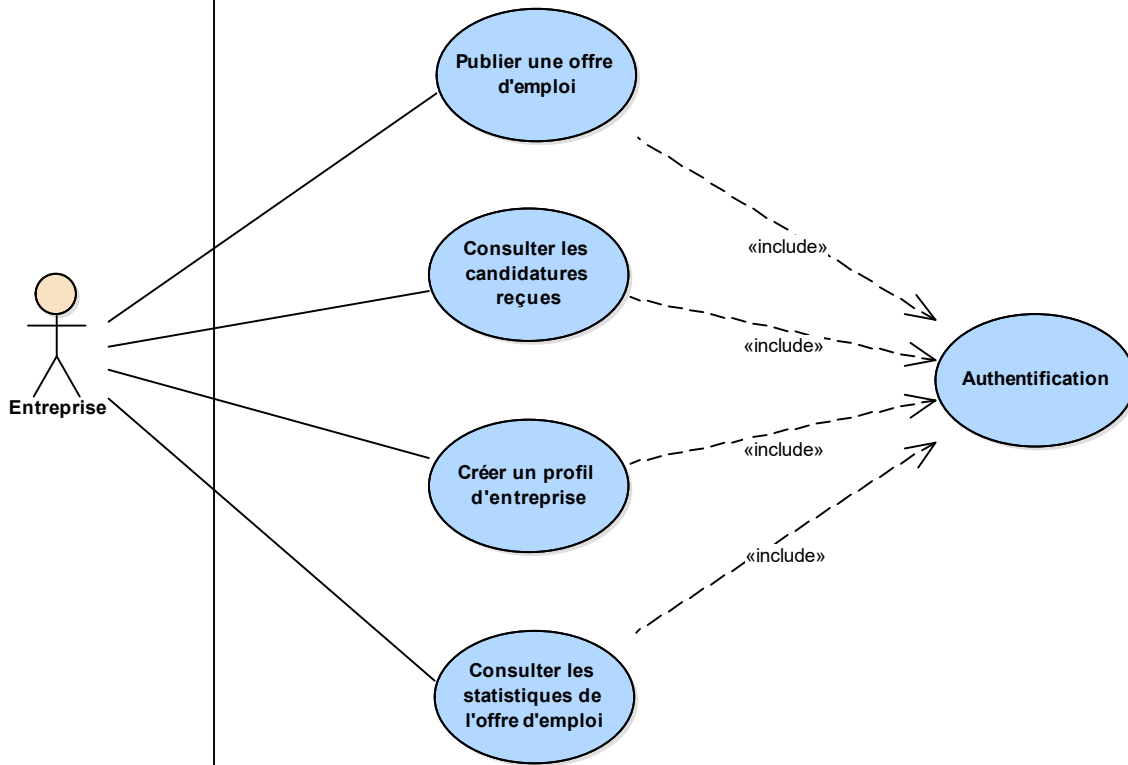 Publier une offre
d'emploi
«include»
Consulter les
candidatures
reçues
«include»
Authentification
Entreprise
Créer un profil
d'entreprise
«include»
«include»
Consulter les
statistiques de
l'offre d'emploi